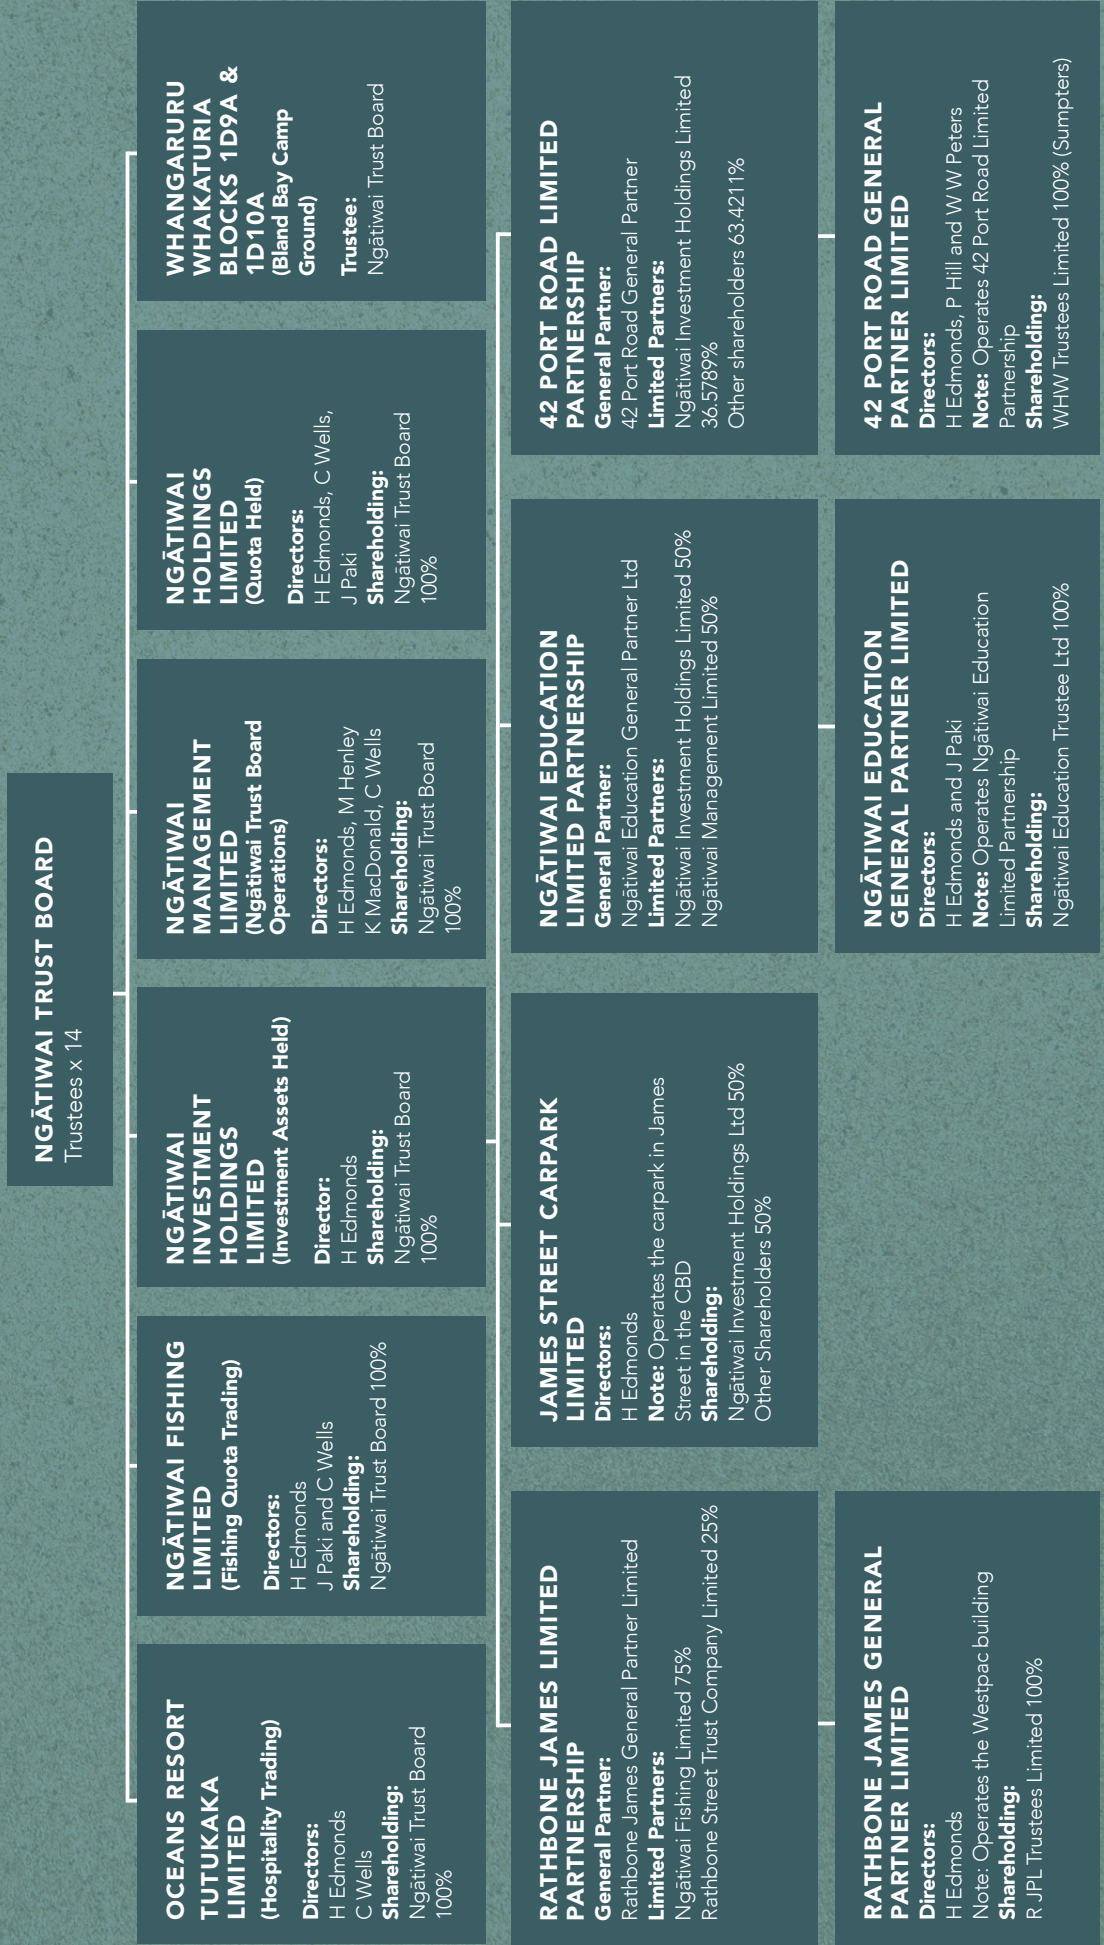 NGĀTIWAI TRUST BOARD
Trustees x 14
OCEANS RESORT
TUTUKAKA
LIMITED
(Hospitality Trading)
Directors:
H Edmonds
C Wells
Shareholding:
Ngātiwai Trust Board
100%
NGĀTIWAI FISHING
LIMITED
(Fishing Quota Trading)
Directors:
H Edmonds
J Paki and C Wells
Shareholding:
Ngātiwai Trust Board 100%
NGĀTIWAI
INVESTMENT
HOLDINGS
LIMITED
(Investment Assets Held)
Director:
H Edmonds
Shareholding:
Ngātiwai Trust Board
100%
NGĀTIWAI
MANAGEMENT
LIMITED
(Ngātiwai Trust Board
Operations)
Directors:
H Edmonds, M Henley
K MacDonald, C Wells
Shareholding:
Ngātiwai Trust Board
100%
NGĀTIWAI
HOLDINGS
LIMITED
(Quota Held)
Directors:
H Edmonds, C Wells,
J Paki
Shareholding:
Ngātiwai Trust Board
100%
WHANGARURU
WHAKATURIA
BLOCKS 1D9A &
1D10A
(Bland Bay Camp
Ground)
Trustee:
Ngātiwai Trust Board
RATHBONE JAMES LIMITED
PARTNERSHIP
General Partner:
Rathbone James General Partner Limited
Limited Partners:
Ngātiwai Fishing Limited 75%
Rathbone Street Trust Company Limited 25%
JAMES STREET CARPARK
LIMITED
Directors:
H Edmonds
Note: Operates the carpark in James
Street in the CBD
Shareholding:
Ngātiwai Investment Holdings Ltd 50%
Other Shareholders 50%
NGĀTIWAI EDUCATION
LIMITED PARTNERSHIP
General Partner:
Ngātiwai Education General Partner Ltd
Limited Partners:
Ngātiwai Investment Holdings Limited 50%
Ngātiwai Management Limited 50%
42 PORT ROAD LIMITED
PARTNERSHIP
General Partner:
42 Port Road General Partner
Limited Partners:
Ngātiwai Investment Holdings Limited
36.5789%
Other shareholders 63.4211%
RATHBONE JAMES GENERAL
PARTNER LIMITED
Directors:
H Edmonds
Note: Operates the Westpac building
Shareholding:
R JPL Trustees Limited 100%
NGĀTIWAI EDUCATION
GENERAL PARTNER LIMITED
Directors:
H Edmonds and J Paki
Note: Operates Ngātiwai Education
Limited Partnership
Shareholding:
Ngātiwai Education Trustee Ltd 100%
42 PORT ROAD GENERAL
PARTNER LIMITED
Directors:
H Edmonds, P Hill and W W Peters
Note: Operates 42 Port Road Limited
Partnership
Shareholding:
WHW Trustees Limited 100% (Sumpters)